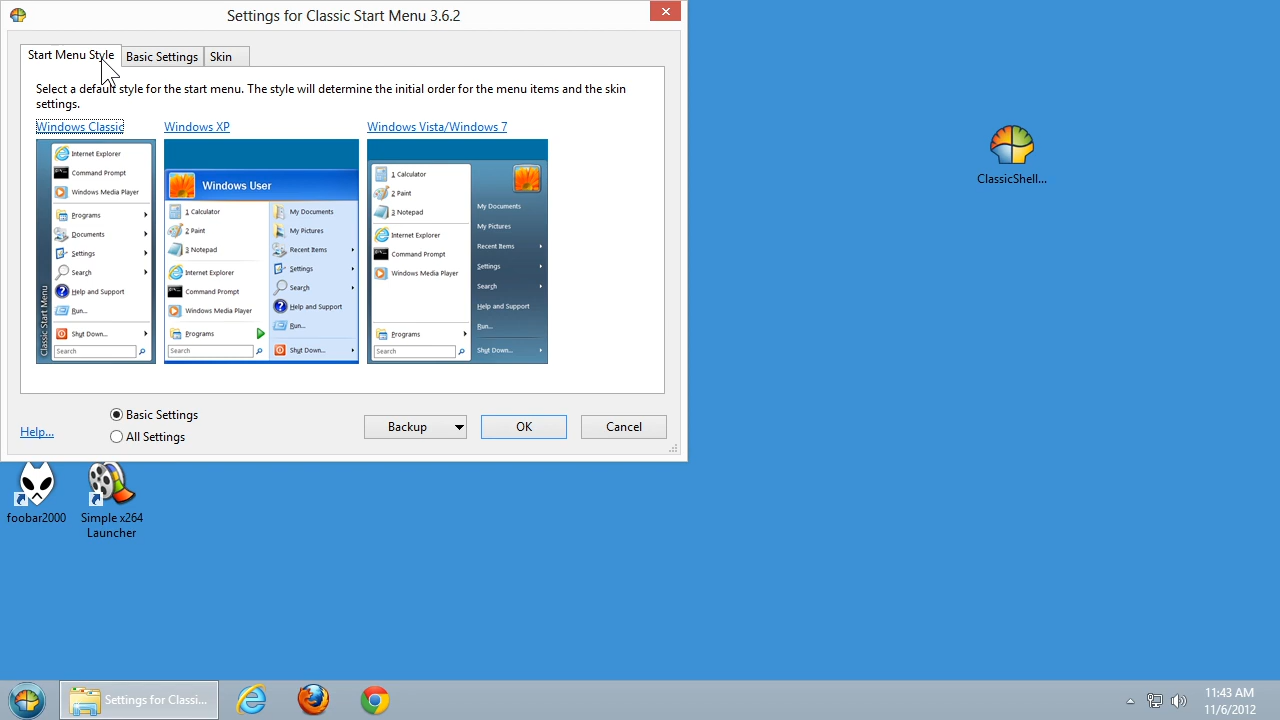 Settings for Classic Start Menu 3.6.2
Start Menu Style
Basic Settings
Skin
Select a default style for the start menu. The style will determine the initial order for the menu items and the skin
settings.
Windows Classic
Windows XP
Windows Vista/Windows 7
Internet Explorer
Command Prompt
Windows Media Player
Programs
Documents
Settings
Search
Help and Support
Run...
Shut Down...
Search
Classic Start Menu
Windows User
1 Calculator
2 Paint
3 Notepad
Internet Explorer
Command Prompt
Windows Media Player
Programs
Search
My Documents
My Pictures
Recent Items
Settings
Search
Help and Support
Run...
Shut Down...
1 Calculator
2 Paint
3 Notepad
Internet Explorer
Command Prompt
Windows Media Player
Programs
Search
My Documents
My Pictures
Recent Items
Settings
Search
Help and Support
Run...
Shut Down...
Help...
Basic Settings
All Settings
Backup
OK
Cancel
ClassicShell...
foobar2000
Simple x264
Launcher
Settings for Classi...
11:43 AM
11/6/2012